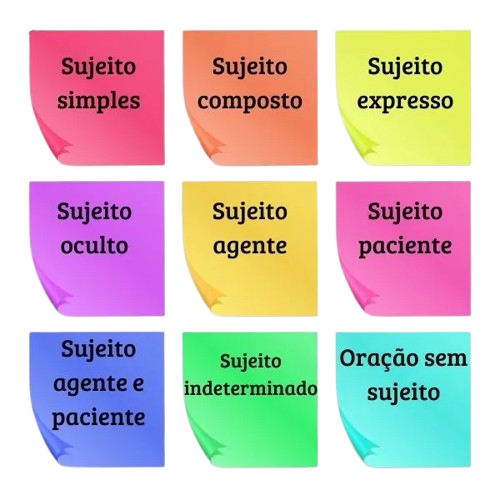 Sujeito
simples
Sujeito
composto
Sujeito
expresso
Sujeito
oculto
Sujeito
agente
Sujeito
paciente
Sujeito
agente e
paciente
Sujeito
indeterminado
Oração sem
sujeito